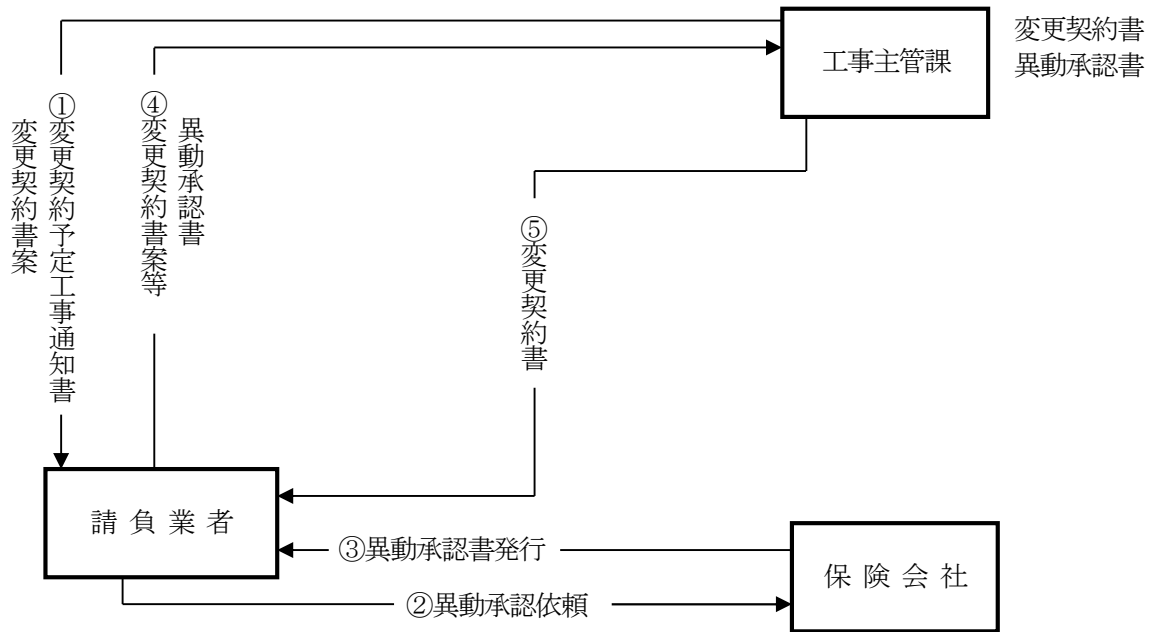 変更契約書
異動承認書
工事主管課
①変更契約予定工事通知書
変更契約書案
異動承認書
④変更契約書案等
⑤変更契約書
請負業者
③異動承認書発行
保険会社
②異動承認依頼